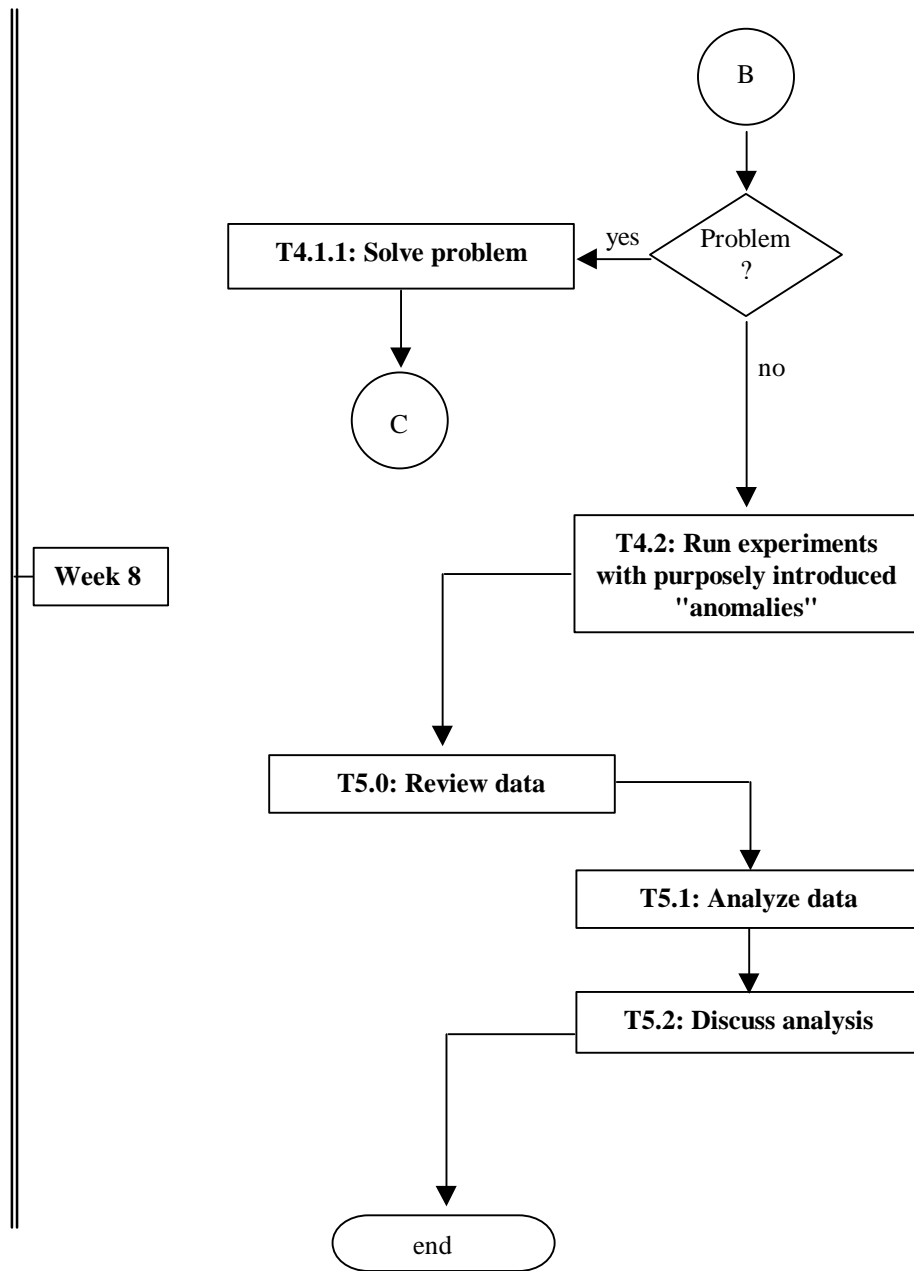 B
Problem
?
yes
T4.1.1: Solve problem
no
C
T4.2: Run experiments
with purposely introduced
"anomalies"
Week 8
T5.0: Review data
T5.1: Analyze data
T5.2: Discuss analysis
end